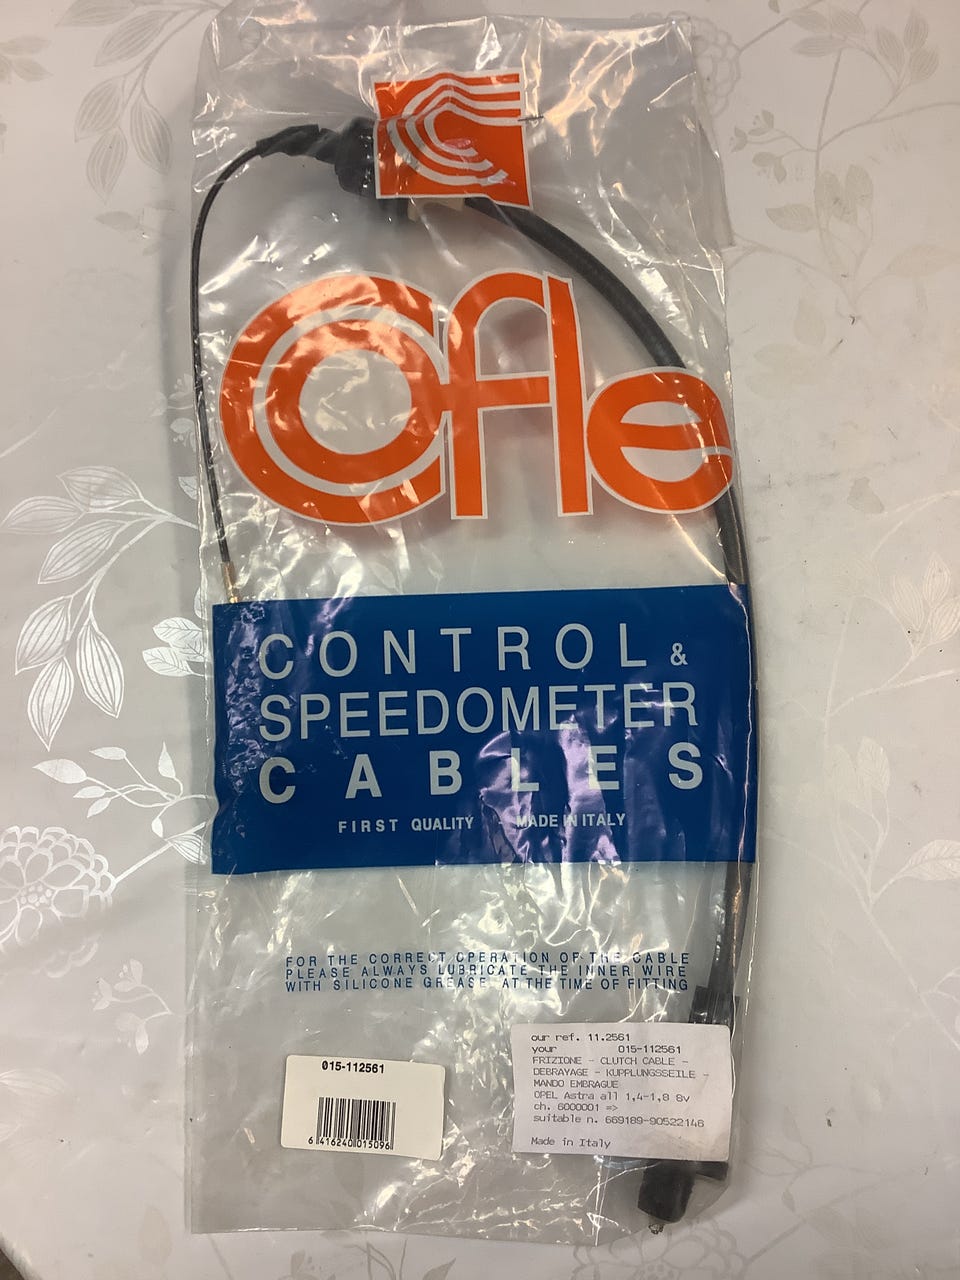 Cofle
CONTROL &
SPEEDOMETER
CABLES
FIRST QUALITY - MADE IN ITALY
FOR THE CORRECT OPERATION OF THE CABLE
PLEASE ALWAYS LUBRICATE THE INNER WIRE
WITH SILICONE GREASE, AT THE TIME OF FITTING
015-112561
6 416240 015096
our ref. 11.2561
your 015-112561
FRIZIONE - CLUTCH CABLE -
DEBRAYAGE - KUPPLUNGSSEILE -
MANDO EMBRAGUE
OPEL Astra all 1,4-1,8 8v
ch. 6000001 =>
suitable n. 669189-90522146
Made in Italy